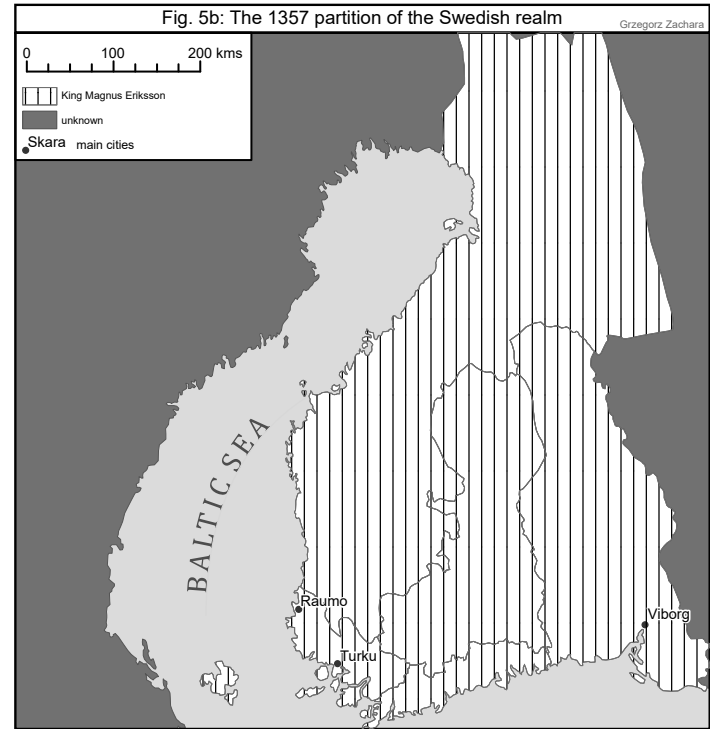 Fig. 5b: The 1357 partition of the Swedish realm
Grzegorz Zachara
0 100 200 kms
King Magnus Eriksson
unknown
Skara main cities
BALTIC SEA
Raumo
Viborg
Turku